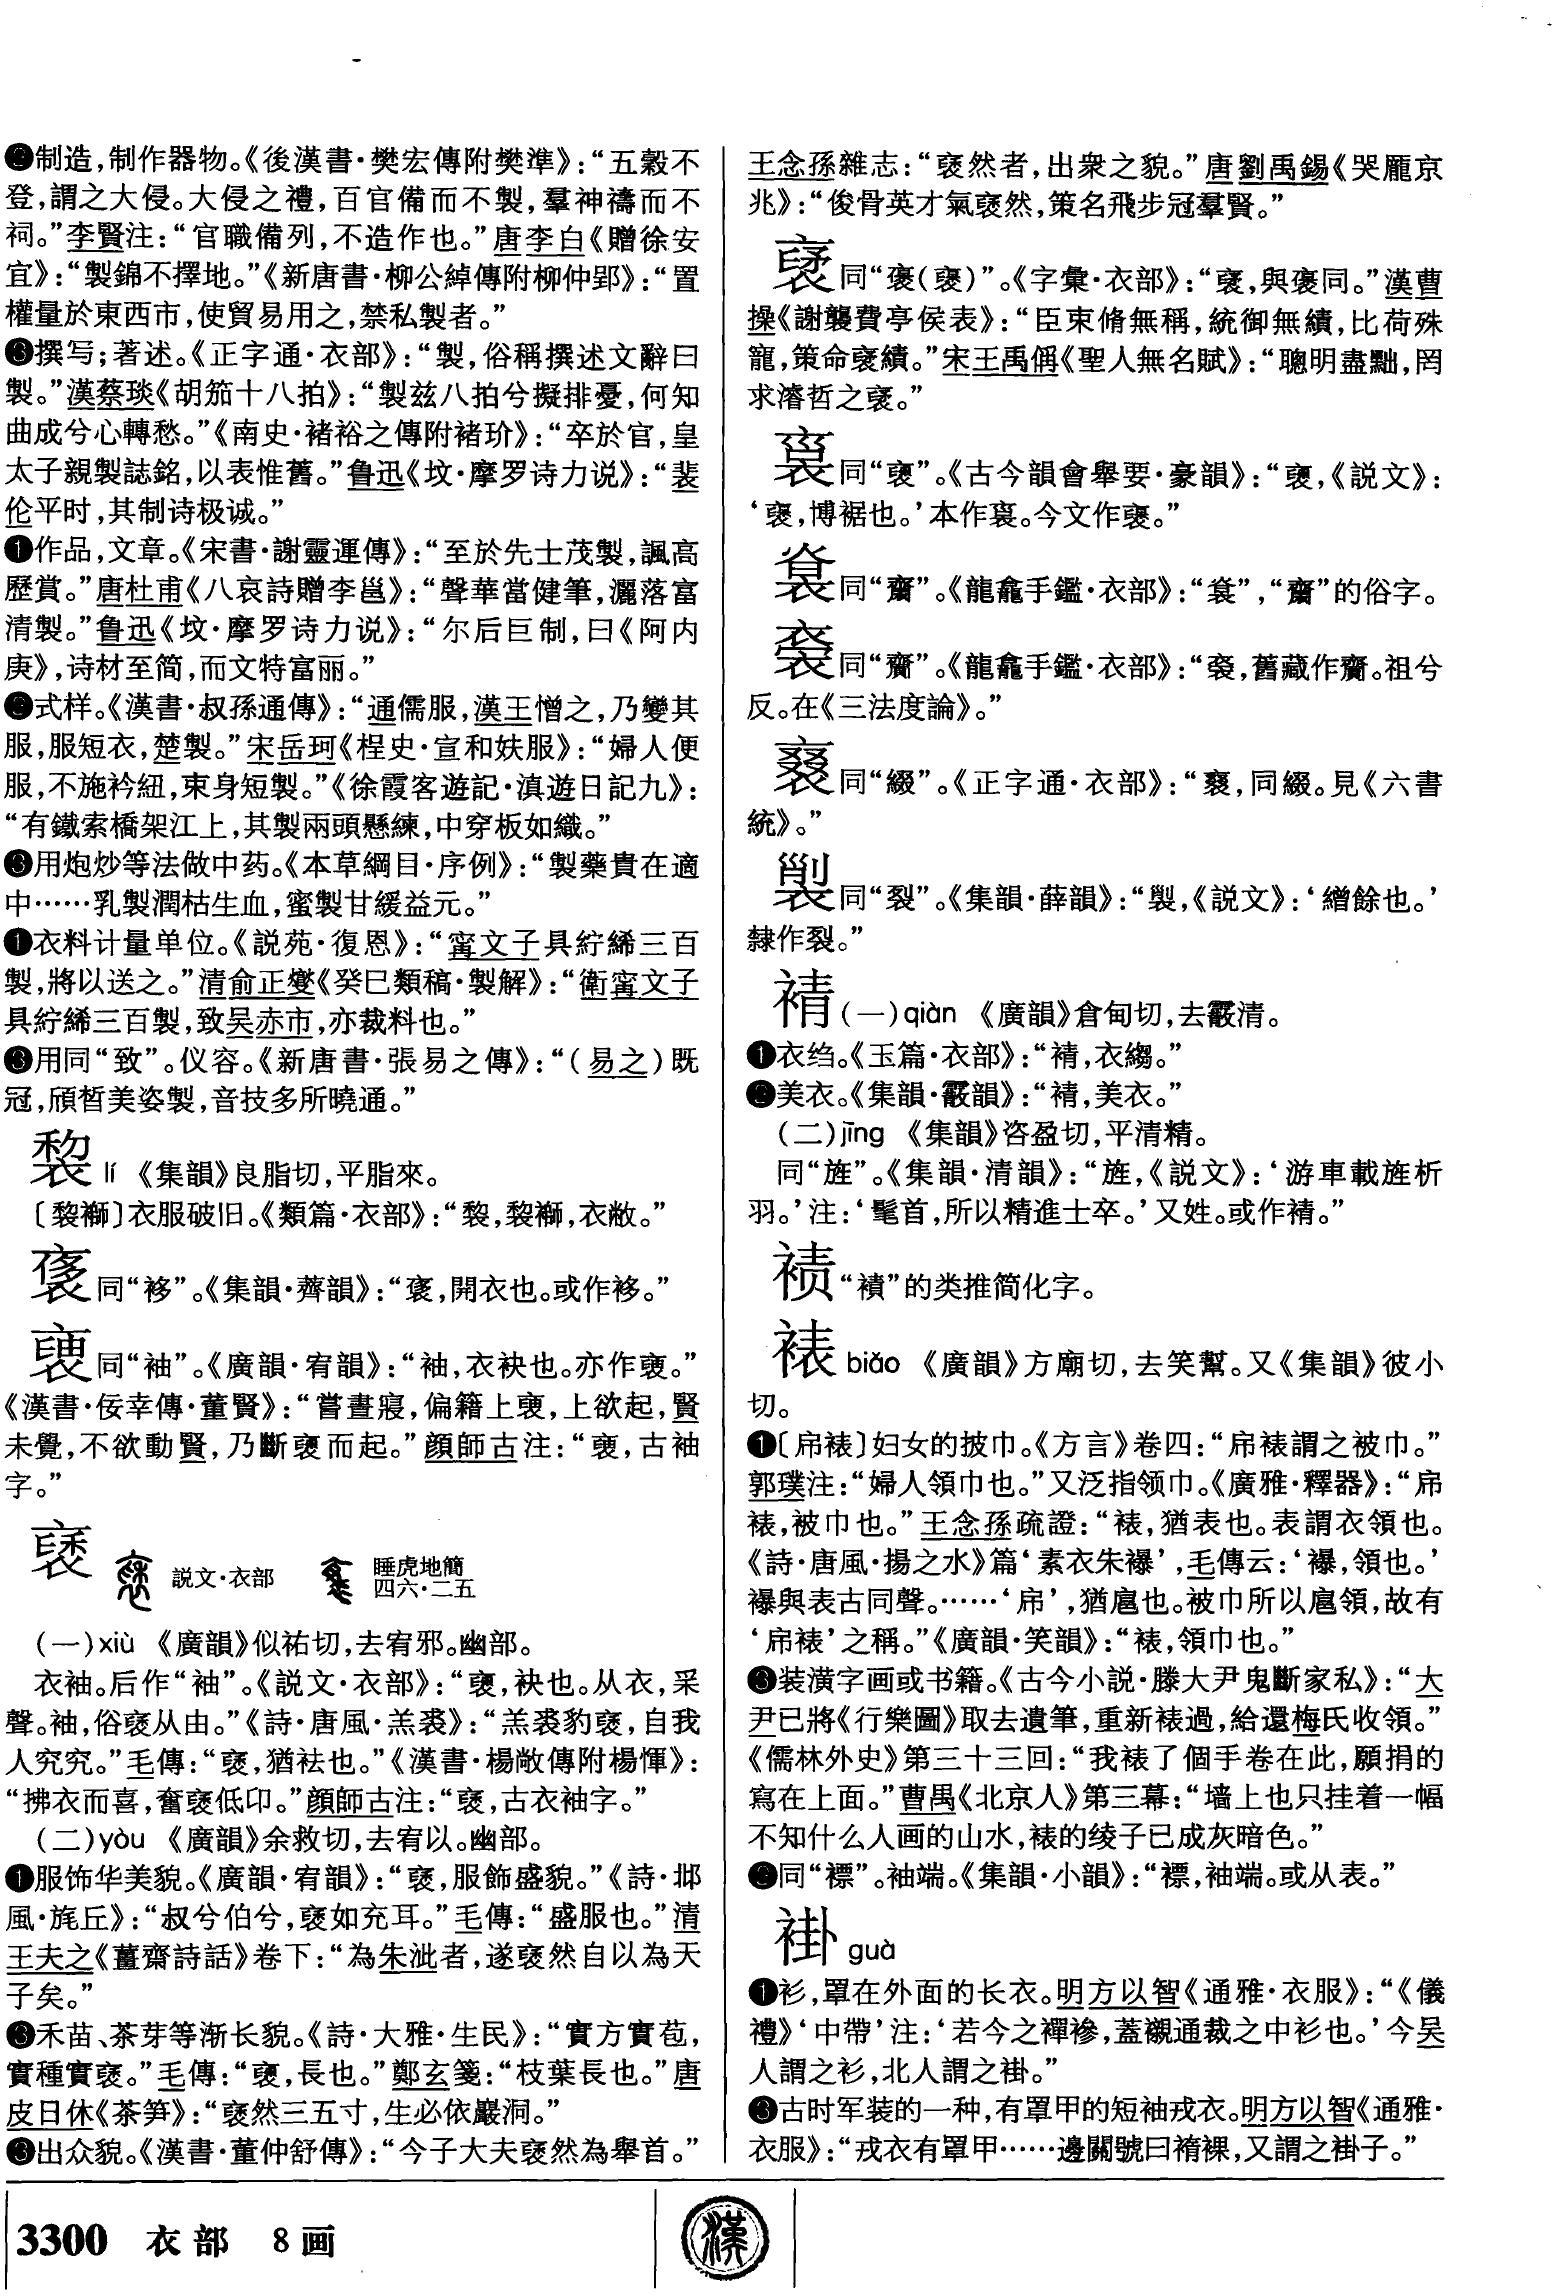 ❷制造，制作器物。《後漢書·樊宏傳附樊準》：“五穀不
登，謂之大侵。大侵之禮，百官備而不製，羣神禱而不
祠。”李賢注：“官職備列，不造作也。”唐李白《贈徐安
宜》：“製錦不擇地。”《新唐書·柳公綽傳附柳仲郢》：“置
權量於東西市，使貿易用之，禁私製者。”
❸撰写；著述。《正字通·衣部》：“製，俗稱撰述文辭曰
製。”漢蔡琰《胡笳十八拍》：“製兹八拍兮擬排憂，何知
曲成兮心轉愁。”《南史·褚裕之傳附褚玠》：“卒於官，皇
太子親製誌銘，以表惟舊。”鲁迅《坟·摩罗诗力说》：“裴
伦平时，其制诗极诚。”
❶作品，文章。《宋書·謝靈運傳》：“至於先士茂製，諷高
歷賞。”唐杜甫《八哀詩贈李邕》：“聲華當健筆，灑落富
清製。”鲁迅《坟·摩罗诗力说》：“尔后巨制，曰《阿内
庚》，诗材至简，而文特富丽。”
❷式样。《漢書·叔孫通傳》：“通儒服，漢王憎之，乃變其
服，服短衣，楚製。”宋岳珂《桯史·宣和妖服》：“婦人便
服，不施衿紐，束身短製。”《徐霞客遊記·滇遊日記九》：
“有鐵索橋架江上，其製兩頭懸練，中穿板如織。”
❸用炮炒等法做中药。《本草綱目·序例》：“製藥貴在適
中……乳製潤枯生血，蜜製甘緩益元。”
❶衣料计量单位。《説苑·復恩》：“甯文子具紵絺三百
製，將以送之。”清俞正燮《癸巳類稿·製解》：“衛甯文子
具紵絺三百製，致吴赤市，亦裁料也。”
❸用同“致”。仪容。《新唐書·張易之傳》：“（易之）既
冠，頎皙美姿製，音技多所曉通。”
lí 《集韻》良脂切，平脂來。
衣服破旧。《類篇·衣部》：“衣敝。”
同“袳”。《集韻·薺韻》：“開衣也。或作袳。”
𧙏同“袖”。《廣韻·宥韻》：“袖，衣袂也。亦作褏。”
《漢書·佞幸傳·董賢》：“嘗晝寢，偏籍上褏，上欲起，賢
未覺，不欲動賢，乃斷褏而起。”顔師古注：“褏，古袖
字。”
褎 説文·衣部 睡虎地簡
四六·二五
（一）xiù 《廣韻》似祐切，去宥邪。幽部。
衣袖。后作“袖”。《説文·衣部》：“褎，袂也。从衣，采
聲。袖，俗褎从由。”《詩·唐風·羔裘》：“羔裘豹褎，自我
人究究。”毛傳：“褎，猶袪也。”《漢書·楊敞傳附楊惲》：
“拂衣而喜，奮褎低卬。”顔師古注：“褎，古衣袖字。”
（二）yòu 《廣韻》余救切，去宥以。幽部。
❶服饰华美貌。《廣韻·宥韻》：“褎，服飾盛貌。”《詩·邶
風·旄丘》：“叔兮伯兮，褎如充耳。”毛傳：“盛服也。”清
王夫之《薑齋詩話》卷下：“為朱泚者，遂褎然自以為天
子矣。”
❸禾苗、茶芽等渐长貌。《詩·大雅·生民》：“實方實苞，
實種實褎。”毛傳：“褎，長也。”鄭玄箋：“枝葉長也。”唐
皮日休《茶笋》：“褎然三五寸，生必依巖洞。”
❸出众貌。《漢書·董仲舒傳》：“今子大夫褎然為舉首。”
王念孫雜志：“褎然者，出衆之貌。”唐劉禹錫《哭龐京
兆》：“俊骨英才氣褎然，策名飛步冠羣賢。”
同“褒（襃）”。《字彙·衣部》：“與褒同。”漢曹
操《謝襲費亭侯表》：“臣束脩無稱，統御無績，比荷殊
寵，策命褎績。”宋王禹偁《聖人無名賦》：“聰明盡黜，罔
求濬哲之褎。”
同“襃”。《古今韻會舉要·豪韻》：“襃，《説文》：
‘襃，博裾也。’本作。今文作襃。”
同“齋”。《龍龕手鑑·衣部》：“”，“齋”的俗字。
同“齎”。《龍龕手鑑·衣部》：“舊藏作齎。祖兮
反。在《三法度論》。”
同“綴”。《正字通·衣部》：“同綴。見《六書
統》。”
同“裂”。《集韻·薛韻》：“《説文》：‘繒餘也。’
隸作裂。”
䙖（一）qiàn 《廣韻》倉甸切，去霰清。
❶衣绉。《玉篇·衣部》：“衣縐。”
❷美衣。《集韻·霰韻》：“美衣。”
（二）jīng 《集韻》咨盈切，平清精。
同“旌”。《集韻·清韻》：“旌，《説文》：‘游車載旌析
羽。’注：‘髦首，所以精進士卒。’又姓。或作。”
“襀”的类推简化字。
裱 biǎo 《廣韻》方廟切，去笑幫。又《集韻》彼小
切。
❶〔帍裱〕妇女的披巾。《方言》卷四：“帍裱謂之被巾。”
郭璞注：“婦人領巾也。”又泛指领巾。《廣雅·釋器》：“帍
裱，被巾也。”王念孫疏證：“裱，猶表也。表謂衣領也。
《詩·唐風·揚之水》篇‘素衣朱襮’，毛傳云：‘襮，領也。’
襮與表古同聲。……‘帍’，猶扈也。被巾所以扈領，故有
‘帍裱’之稱。”《廣韻·笑韻》：“裱，領巾也。”
❸装潢字画或书籍。《古今小説·滕大尹鬼斷家私》：“大
尹已將《行樂圖》取去遺筆，重新裱過，給還梅氏收領。”
《儒林外史》第三十三回：“我裱了個手卷在此，願捐的
寫在上面。”曹禺《北京人》第三幕：“墙上也只挂着一幅
不知什么人画的山水，裱的绫子已成灰暗色。”
❷同“褾”。袖端。《集韻·小韻》：“褾，袖端。或从表。”
褂 guà
❶衫，罩在外面的长衣。明方以智《通雅·衣服》：“《儀
禮》‘中帶’注：‘若今之襌襂，蓋襯通裁之中衫也。’今吴
人謂之衫，北人謂之褂。”
❸古时军装的一种，有罩甲的短袖戎衣。明方以智《通雅·
衣服》：“戎衣有罩甲……邊關號曰褙裸，又謂之褂子。”
3300 衣部 8画
漢